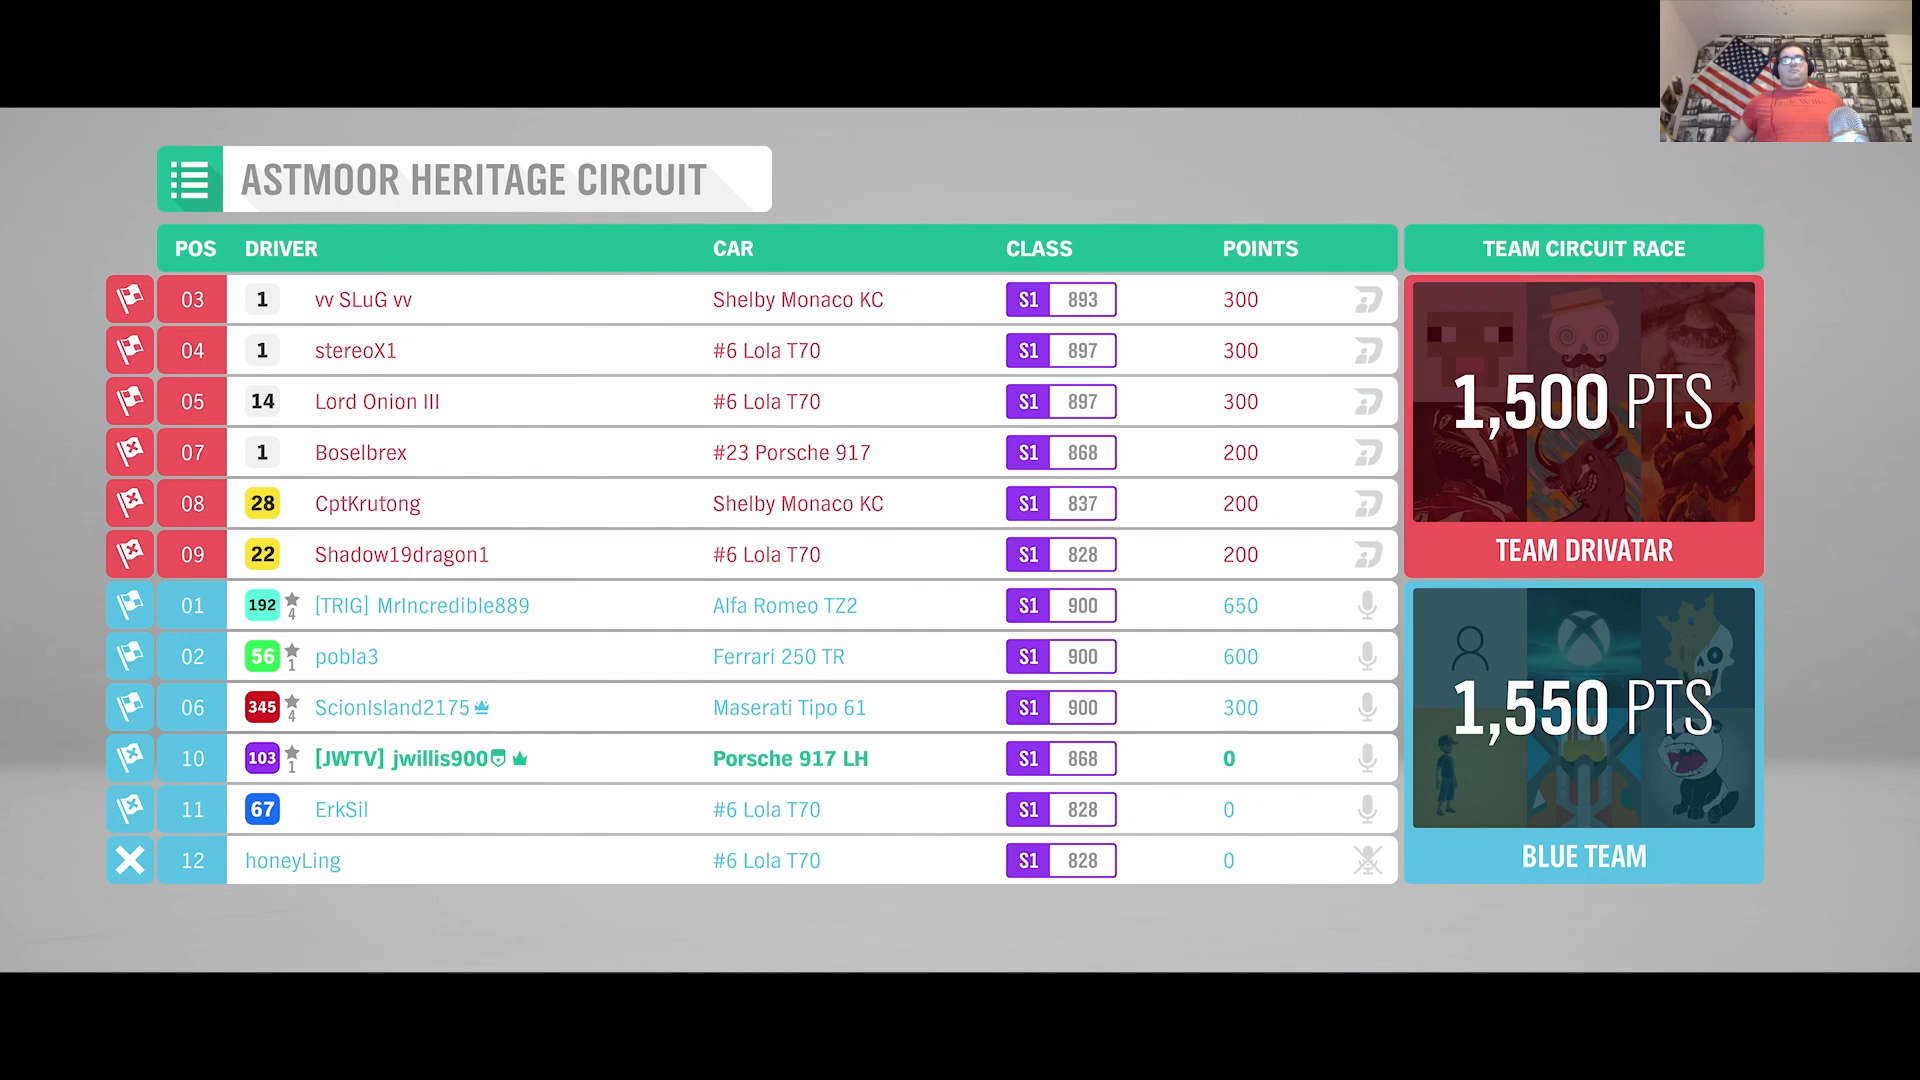 ASTMOOR HERITAGE CIRCUIT
POS DRIVER CAR CLASS POINTS
03 1 vv SLuG vv Shelby Monaco KC S1 893 300
04 1 stereoX1 #6 Lola T70 S1 897 300
05 14 Lord Onion III #6 Lola T70 S1 897 300
07 1 Boselbrex #23 Porsche 917 S1 868 200
08 28 CptKrutong Shelby Monaco KC S1 837 200
09 22 Shadow19dragon1 #6 Lola T70 S1 828 200
01 192 4 [TRIG] MrIncredible889 Alfa Romeo TZ2 S1 900 650
02 56 1 pobla3 Ferrari 250 TR S1 900 600
06 345 4 ScionIsland2175 Maserati Tipo 61 S1 900 300
10 103 1 [JWTV] jwillis900 Porsche 917 LH S1 868 0
11 67 ErkSil #6 Lola T70 S1 828 0
12 honeyLing #6 Lola T70 S1 828 0
TEAM CIRCUIT RACE
1,500 PTS
TEAM DRIVATAR
1,550 PTS
BLUE TEAM